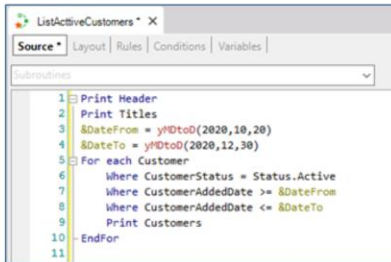 ListActtiveCustomers * X
Source * Layout Rules Conditions Variables
Subroutines
1 Print Header
2 Print Titles
3 &DateFrom = yMDtoD(2020,10,20)
4 &DateTo = yMDtoD(2020,12,30)
5 For each Customer
6 Where CustomerStatus = Status.Active
7 Where CustomerAddedDate >= &DateFrom
8 Where CustomerAddedDate <= &DateTo
9 Print Customers
10 EndFor
11